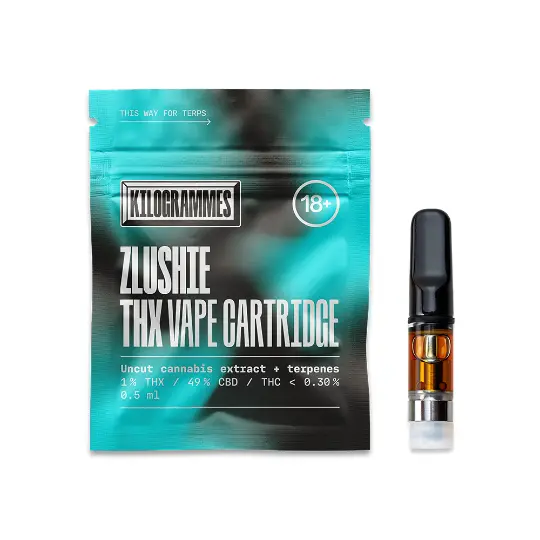 THIS WAY FOR TERPS
KILOGRAMMES
18+
ZLUSHIE
THX VAPE CARTRIDGE
Uncut cannabis extract + terpenes
1% THX / 49% CBD / THC < 0.30%
0.5 ml